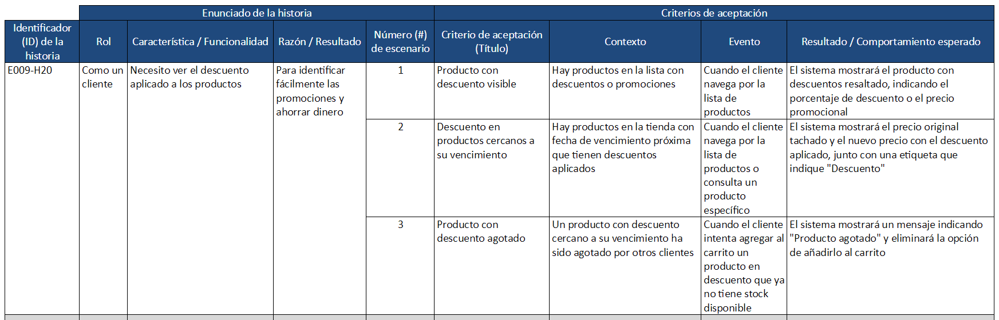 Enunciado de la historia
Criterios de aceptación
Identificador
(ID) de la
historia
Rol
Característica / Funcionalidad
Razón / Resultado
Número (#)
de escenario
Criterio de aceptación
(Título)
Contexto
Evento
Resultado / Comportamiento esperado
E009-H20
Como un
cliente
Necesito ver el descuento
aplicado a los productos
Para identificar
fácilmente las
promociones y
ahorrar dinero
1
Producto con
descuento visible
Hay productos en la lista con
descuentos o promociones
Cuando el cliente
navega por la
lista de
productos
El sistema mostrará el producto con
descuentos resaltado, indicando el
porcentaje de descuento o el precio
promocional
2
Descuento en
productos cercanos a
su vencimiento
Hay productos en la tienda con
fecha de vencimiento próxima
que tienen descuentos
aplicados
Cuando el cliente
navega por la
lista de
productos o
consulta un
producto
específico
El sistema mostrará el precio original
tachado y el nuevo precio con el descuento
aplicado, junto con una etiqueta que
indique "Descuento"
3
Producto con
descuento agotado
Un producto con descuento
cercano a su vencimiento ha
sido agotado por otros clientes
Cuando el cliente
intenta agregar al
carrito un
producto en
descuento que ya
no tiene stock
disponible
El sistema mostrará un mensaje indicando
"Producto agotado" y eliminará la opción
de añadirlo al carrito